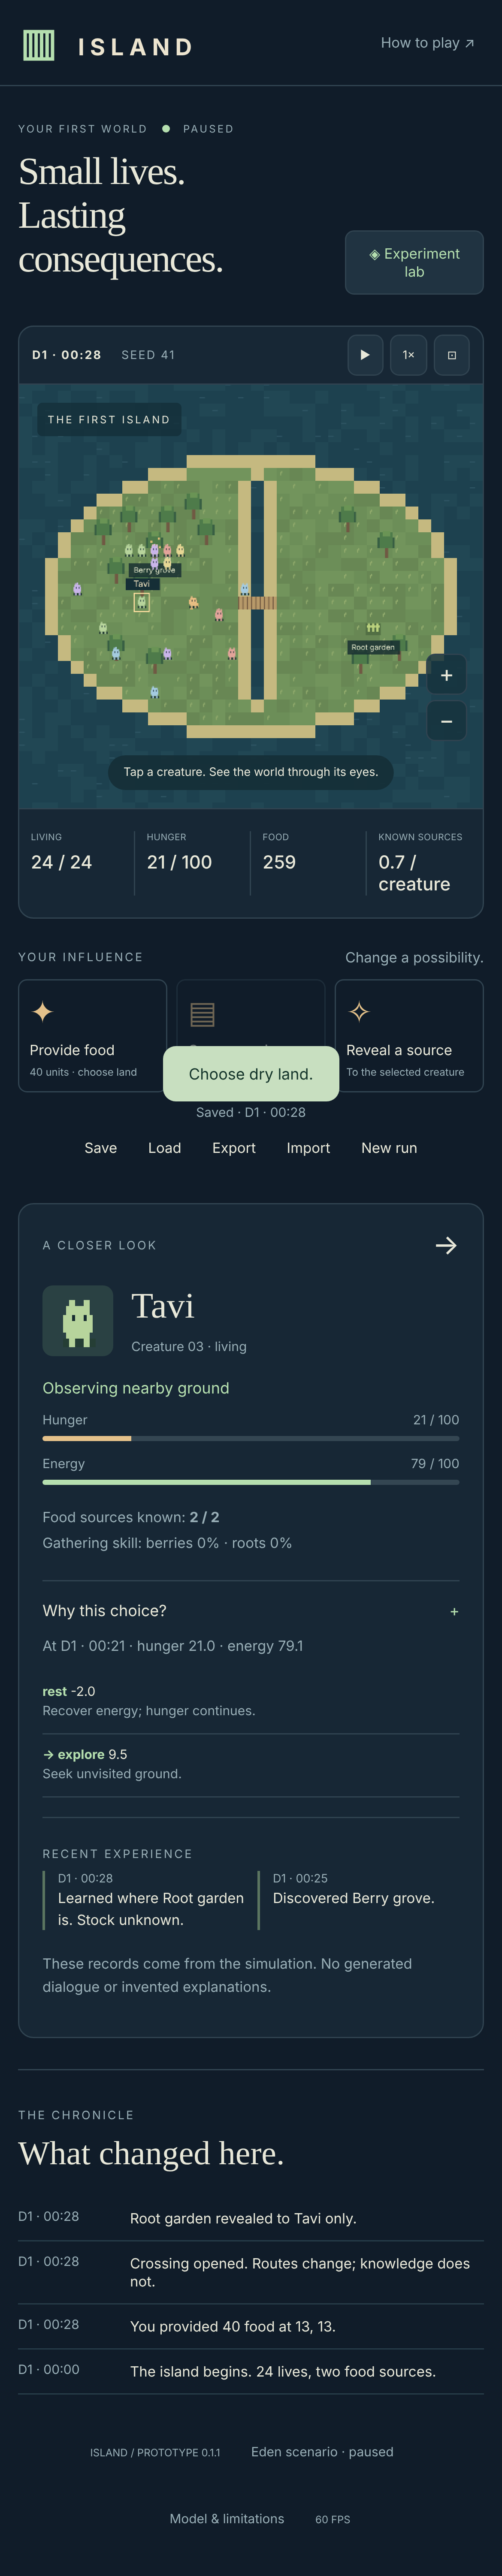 ISLAND
How to play ↗
YOUR FIRST WORLD ● PAUSED
Small lives.
Lasting
consequences.
◈ Experiment
lab
D1 · 00:28 SEED 41
▶ 1× ⊡
THE FIRST ISLAND
Berry grove
Tavi
Root garden
+
−
Tap a creature. See the world through its eyes.
LIVING HUNGER FOOD KNOWN SOURCES
24 / 24 21 / 100 259 0.7 /
creature
YOUR INFLUENCE Change a possibility.
Provide food
40 units · choose land
Reveal a source
To the selected creature
Choose dry land.
Saved · D1 · 00:28
Save Load Export Import New run
A CLOSER LOOK →
Tavi
Creature 03 · living
Observing nearby ground
Hunger 21 / 100
Energy 79 / 100
Food sources known: 2 / 2
Gathering skill: berries 0% · roots 0%
Why this choice? +
At D1 · 00:21 · hunger 21.0 · energy 79.1
rest -2.0
Recover energy; hunger continues.
→ explore 9.5
Seek unvisited ground.
RECENT EXPERIENCE
D1 · 00:28
Learned where Root garden
is. Stock unknown.
D1 · 00:25
Discovered Berry grove.
These records come from the simulation. No generated
dialogue or invented explanations.
THE CHRONICLE
What changed here.
D1 · 00:28 Root garden revealed to Tavi only.
D1 · 00:28 Crossing opened. Routes change; knowledge does
not.
D1 · 00:28 You provided 40 food at 13, 13.
D1 · 00:00 The island begins. 24 lives, two food sources.
ISLAND / PROTOTYPE 0.1.1 Eden scenario · paused
Model & limitations 60 FPS